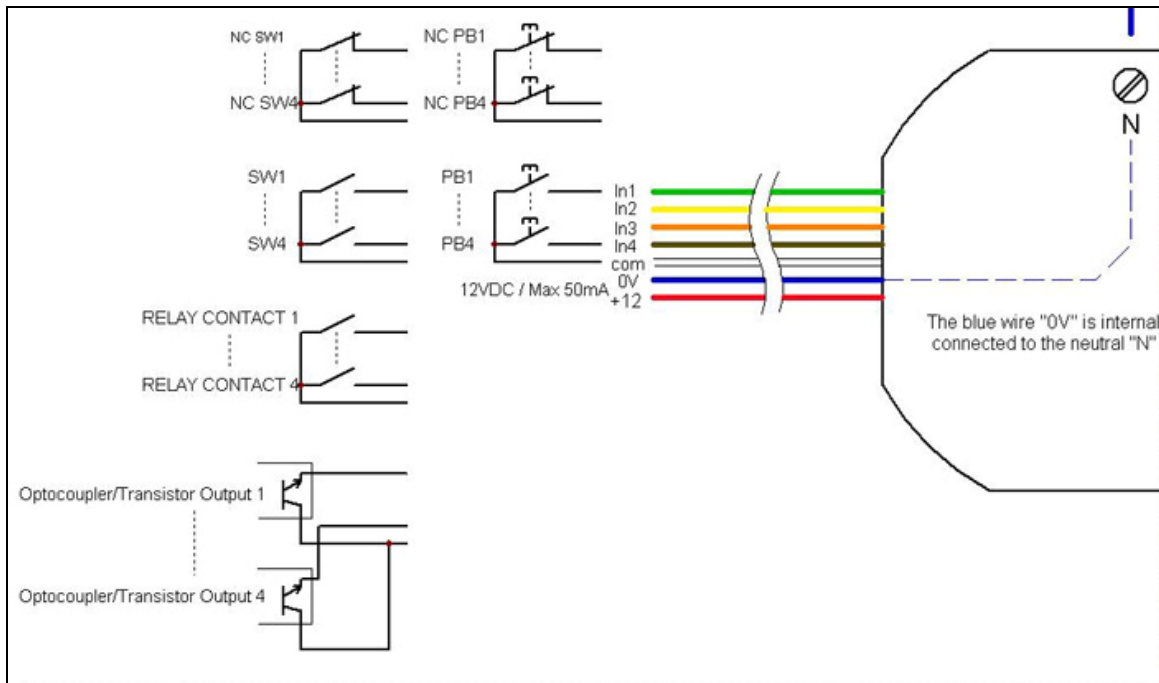 NC SW1
NC SW4
NC PB1
NC PB4
SW1
SW4
PB1
PB4
In1
In2
In3
In4
com
0V
+12
12VDC / Max 50mA
N
The blue wire "0V" is internal
connected to the neutral "N"
RELAY CONTACT 1
RELAY CONTACT 4
Optocoupler/Transistor Output 1
Optocoupler/Transistor Output 4